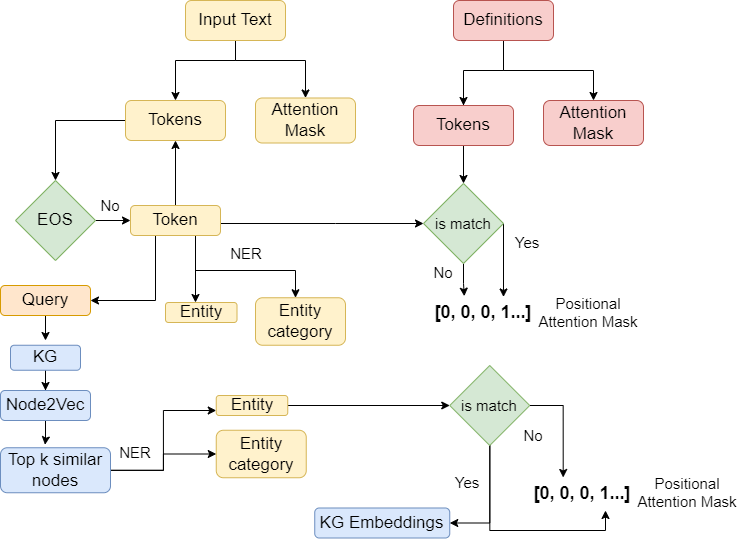 Input Text
Definitions
Tokens
Attention
Mask
Tokens
Attention
Mask
EOS
No
Token
is match
Yes
No
NER
Query
Entity
Entity
category
[0, 0, 0, 1...]
Positional
Attention Mask
KG
Node2Vec
Top k similar
nodes
NER
Entity
Entity
category
is match
No
Yes
[0, 0, 0, 1...]
Positional
Attention Mask
KG Embeddings